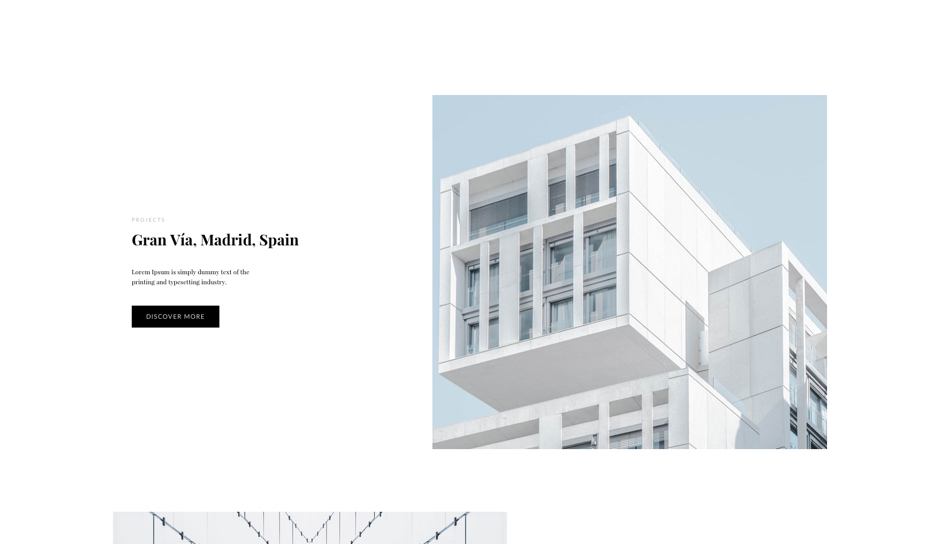 PROJECTS
Gran Vía, Madrid, Spain
Lorem Ipsum is simply dummy text of the
printing and typesetting industry.
DISCOVER MORE